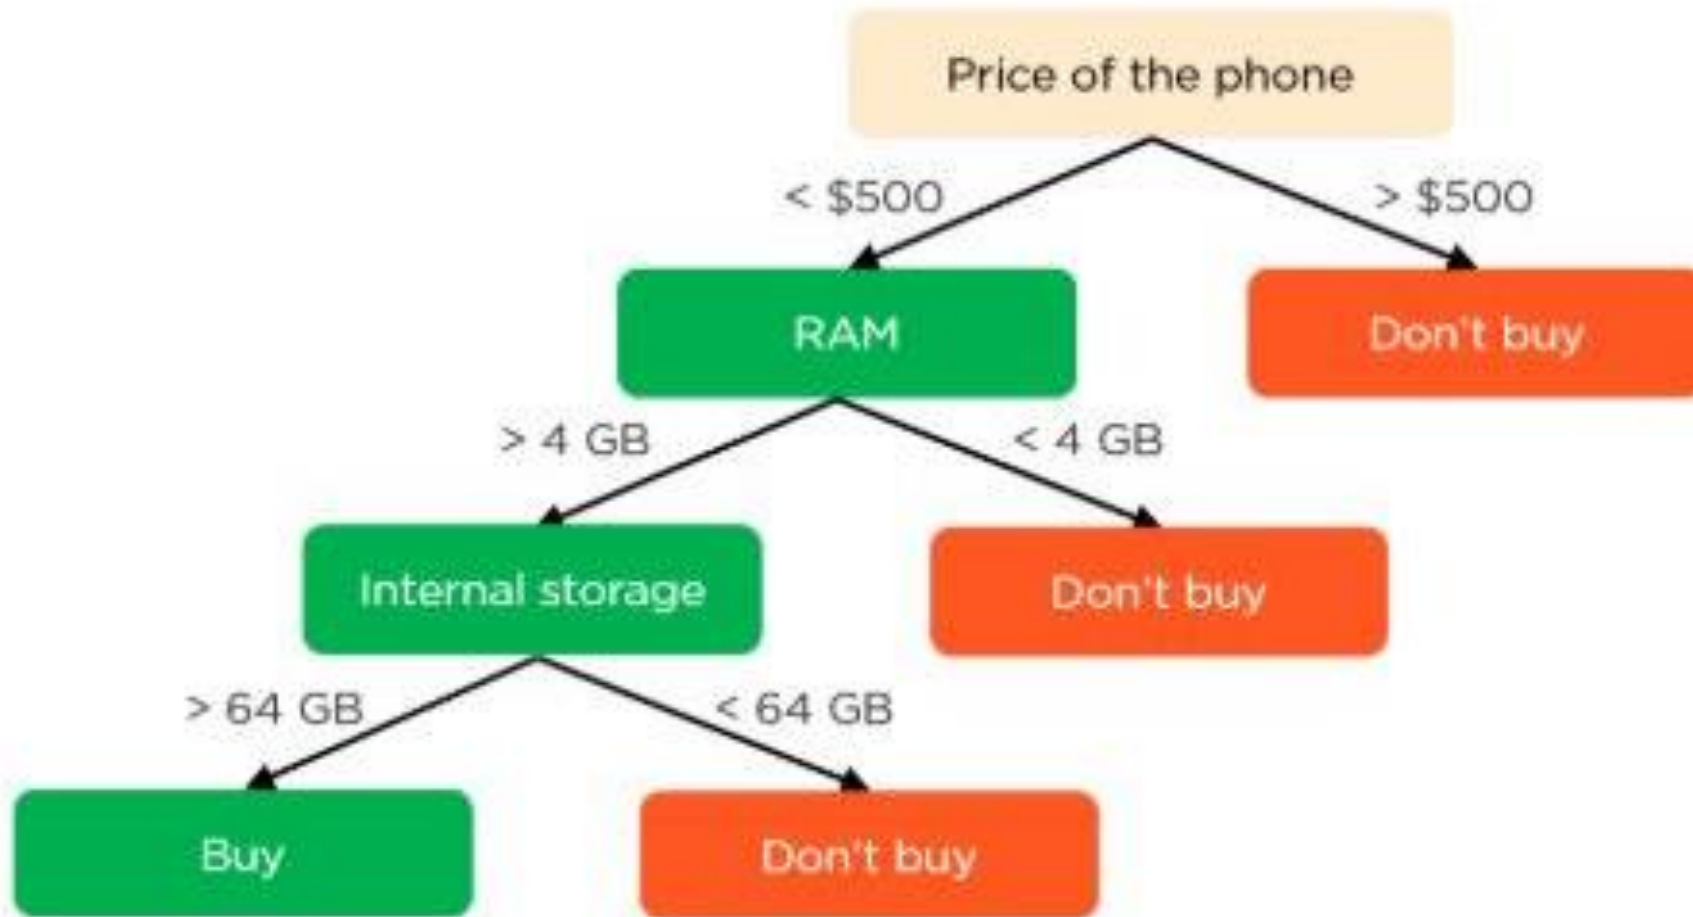 Price of the phone
< $500
> $500
RAM
Don't buy
> 4 GB
< 4 GB
Internal storage
Don't buy
> 64 GB
< 64 GB
Buy
Don't buy